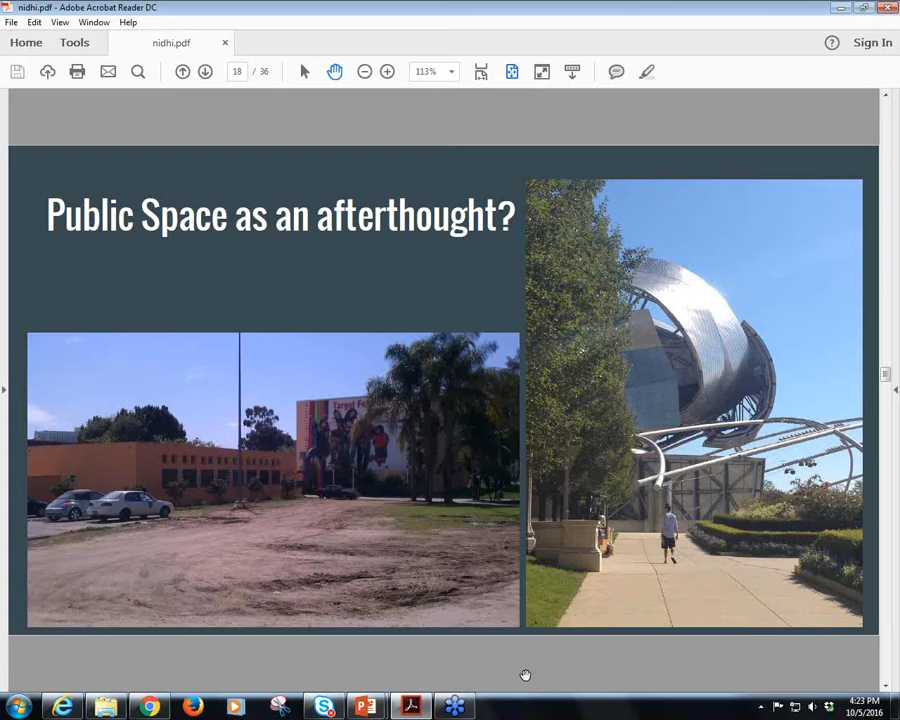 nidhi.pdf - Adobe Acrobat Reader DC
File Edit View Window Help
Home Tools nidhi.pdf × Sign In
18 / 36 113%
Public Space as an afterthought?
4:23 PM
10/5/2016